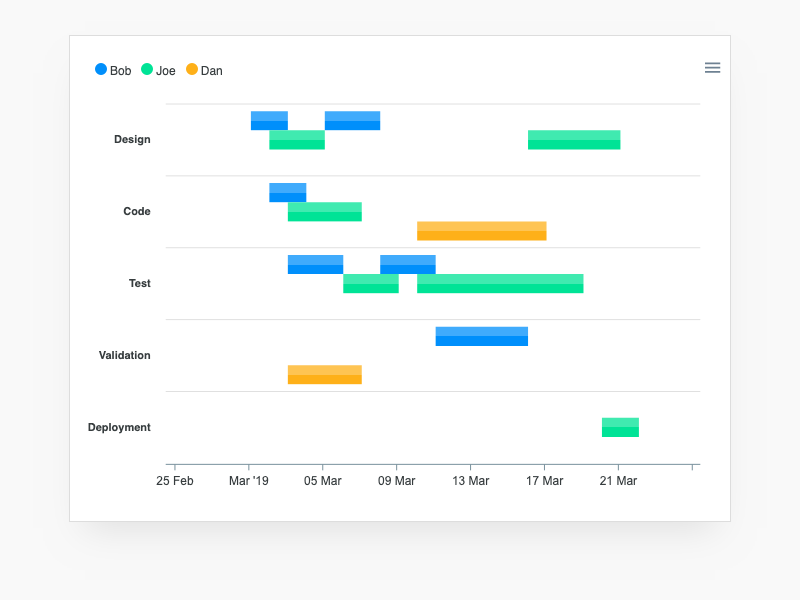 Bob Joe Dan
Design
Code
Test
Validation
Deployment
25 Feb Mar '19 05 Mar 09 Mar 13 Mar 17 Mar 21 Mar